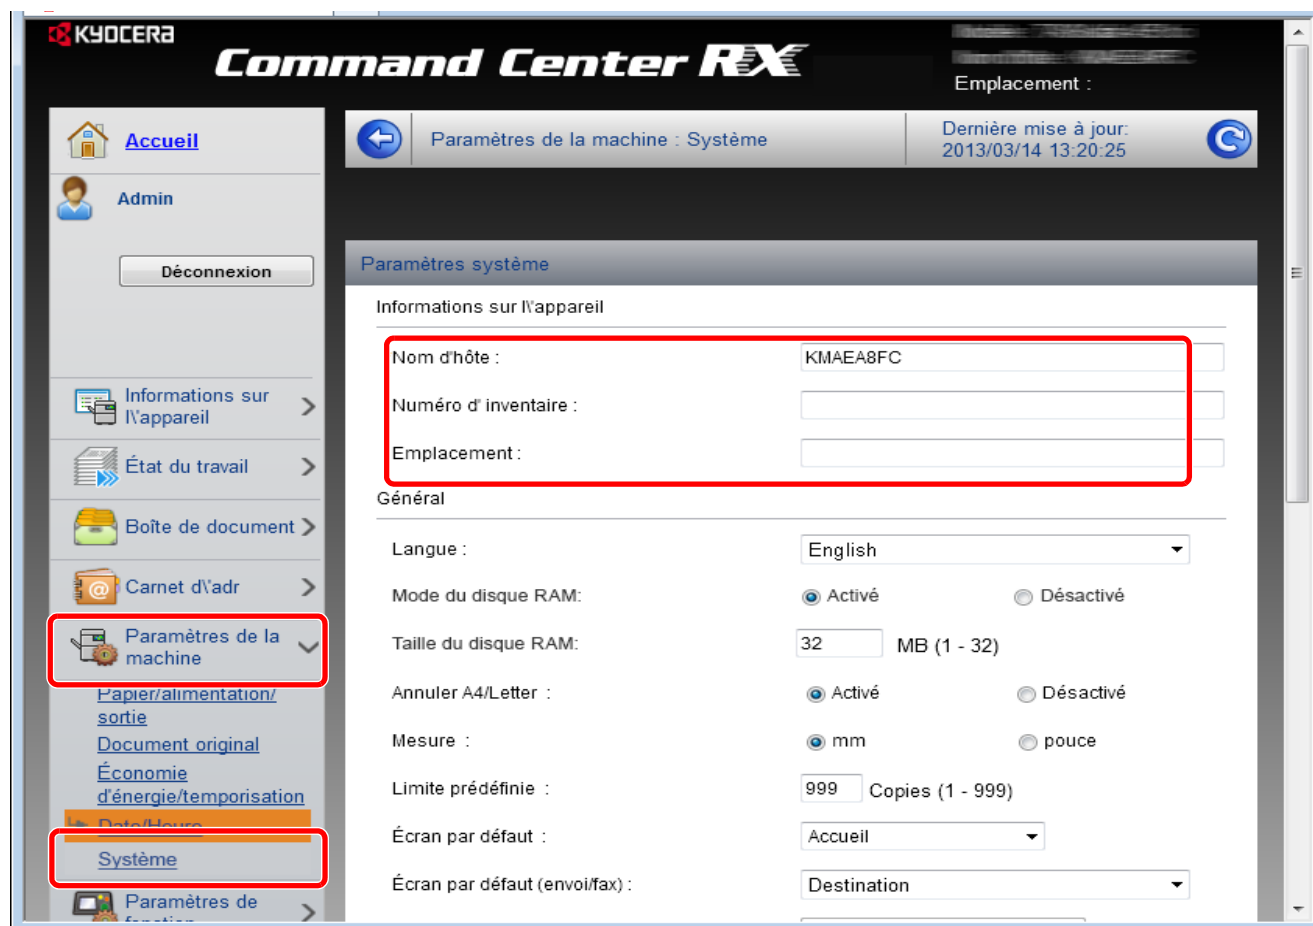 KYOCERA
Command Center RX
Emplacement :
Accueil
Paramètres de la machine : Système
Dernière mise à jour:
2013/03/14 13:20:25
Admin
Déconnexion
Paramètres système
Informations sur l\'appareil
Nom d'hôte :
KMAEA8FC
Numéro d' inventaire :
Emplacement :
Général
Langue :
English
Mode du disque RAM:
Activé
Désactivé
Taille du disque RAM:
32
MB (1 - 32)
Annuler A4/Letter :
Activé
Désactivé
Mesure :
mm
pouce
Limite prédéfinie :
999
Copies (1 - 999)
Écran par défaut :
Accueil
Écran par défaut (envoi/fax) :
Destination
Informations sur
l\'appareil
État du travail
Boîte de document
Carnet d\'adr
Paramètres de la
machine
Papier/alimentation/
sortie
Document original
Économie
d'énergie/temporisation
Date/Heure
Système
Paramètres de
fonction